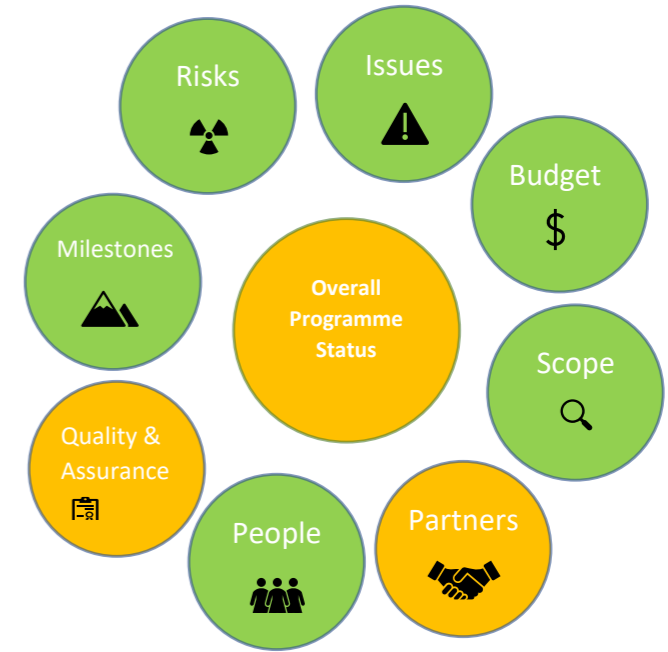 Risks
Issues
Budget
$
Milestones
Overall
Programme
Status
Scope
Quality &
Assurance
People
Partners